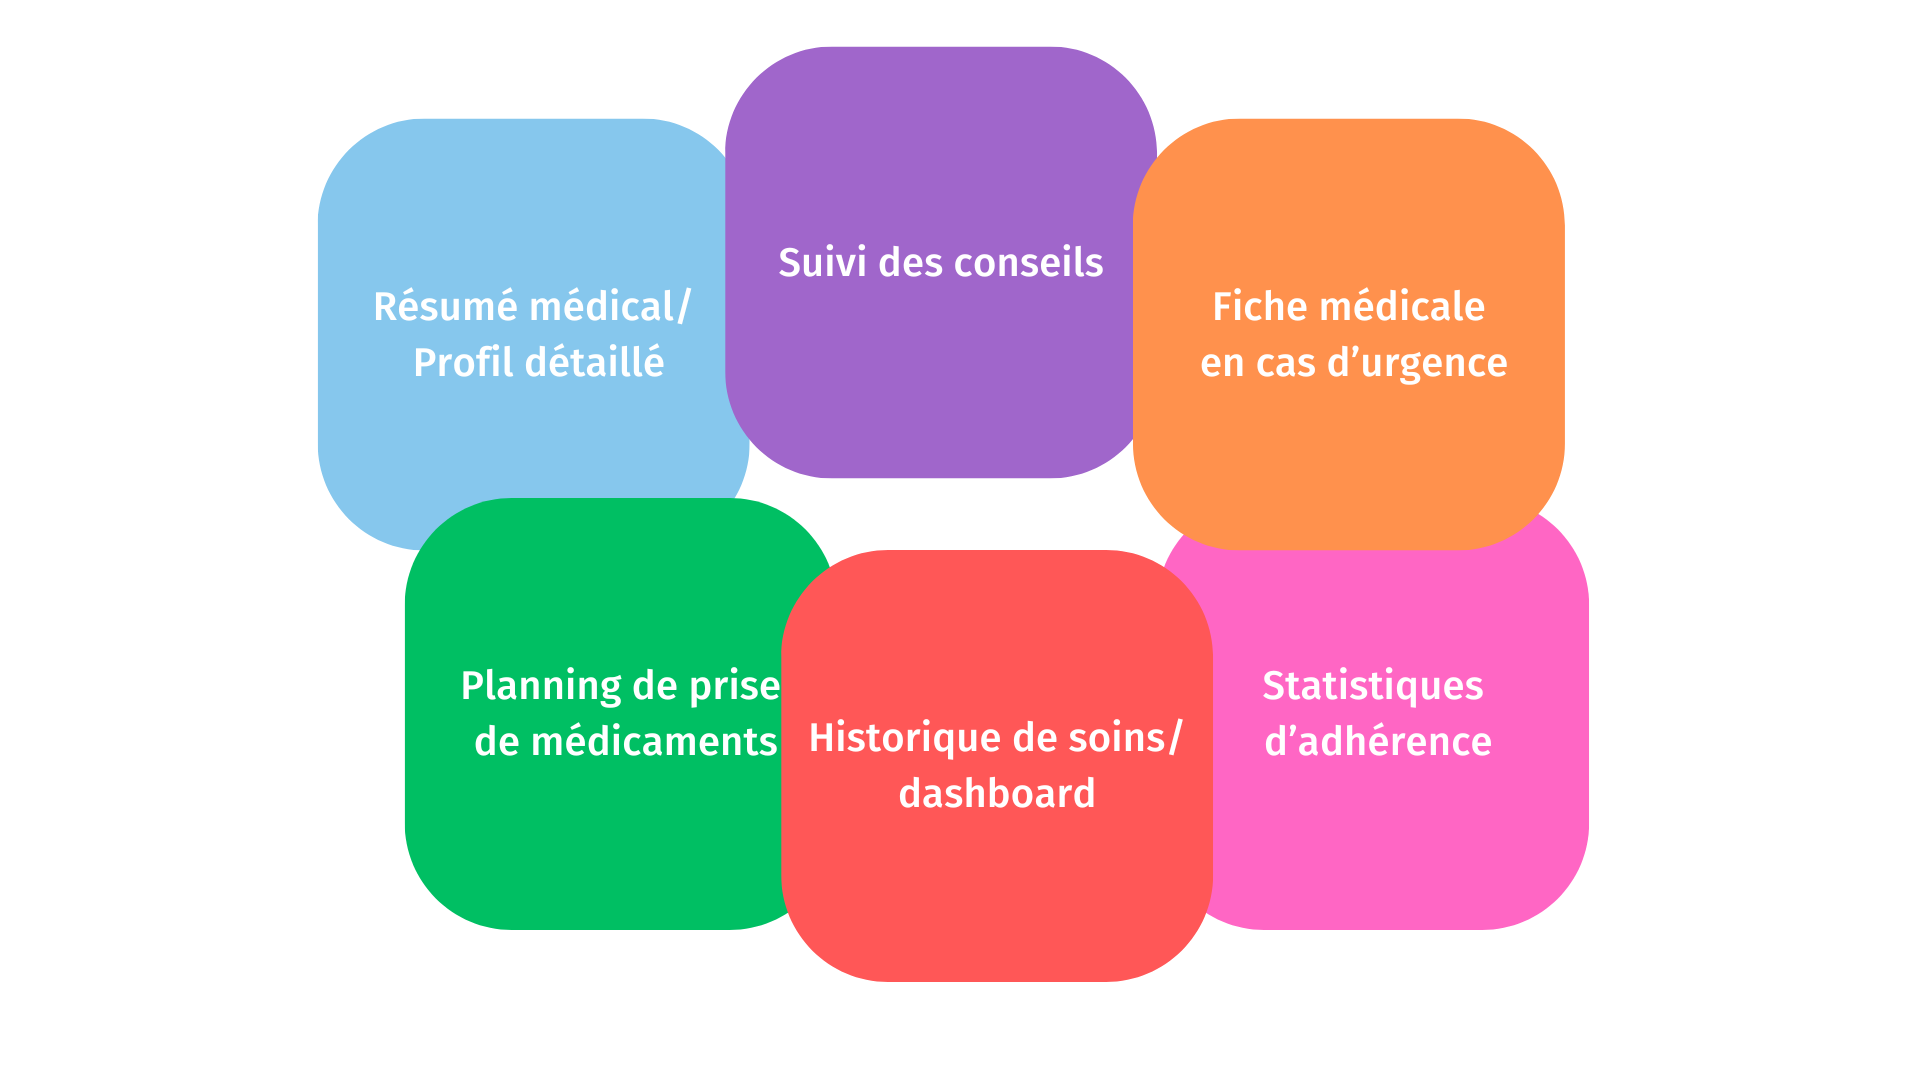 Suivi des conseils
Résumé médical/
Profil détaillé
Fiche médicale
en cas d’urgence
Planning de prise
de médicaments
Historique de soins/
dashboard
Statistiques
d’adhérence